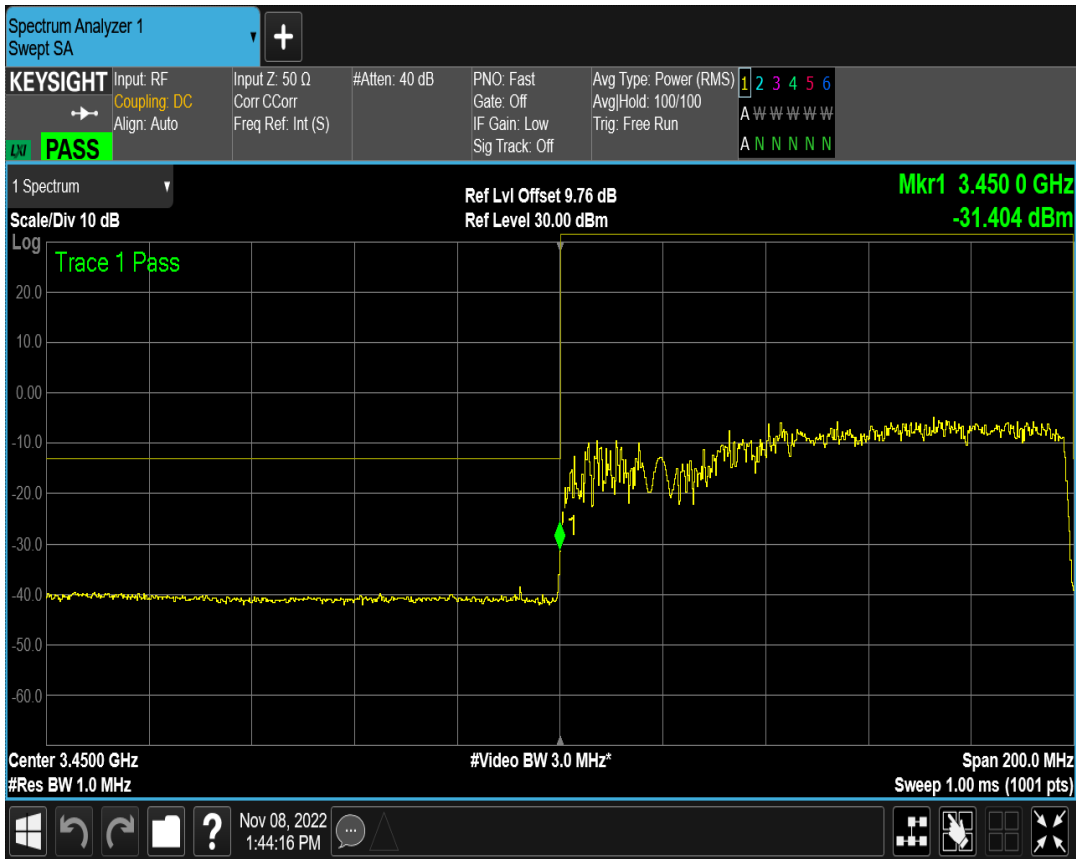 Spectrum Analyzer 1
Swept SA
+
KEYSIGHT
LXI PASS
Input: RF
Coupling: DC
Align: Auto
Input Z: 50 Ω
Corr CCorr
Freq Ref: Int (S)
#Atten: 40 dB
PNO: Fast
Gate: Off
IF Gain: Low
Sig Track: Off
Avg Type: Power (RMS)
Avg|Hold: 100/100
Trig: Free Run
1 2 3 4 5 6
A W W W W W
A N N N N N
1 Spectrum
Scale/Div 10 dB
Ref Lvl Offset 9.76 dB
Ref Level 30.00 dBm
Mkr1 3.450 0 GHz
-31.404 dBm
Log
Trace 1 Pass
20.0
10.0
0.00
-10.0
-20.0
-30.0
-40.0
-50.0
-60.0
1
Center 3.4500 GHz
#Video BW 3.0 MHz*
Span 200.0 MHz
#Res BW 1.0 MHz
Sweep 1.00 ms (1001 pts)
?
Nov 08, 2022
1:44:16 PM